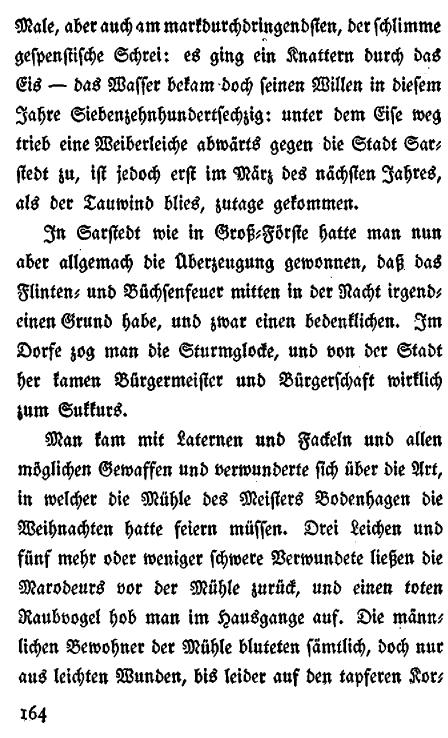 Male, aber auch am markdurchdringendsten, der schlimme
gespenstische Schrei: es ging ein Knattern durch das
Eis — das Wasser bekam doch seinen Willen in diesem
Jahre Siebenzehnhundertsechzig: unter dem Eise weg
trieb eine Weiberleiche abwärts gegen die Stadt Sar-
stedt zu, ist jedoch erst im März des nächsten Jahres,
als der Tauwind blies, zutage gekommen.
In Sarstedt wie in Groß-Förste hatte man nun
aber allgemach die Überzeugung gewonnen, daß das
Flinten- und Büchsenfeuer mitten in der Nacht irgend-
einen Grund habe, und zwar einen bedenklichen. Im
Dorfe zog man die Sturmglocke, und von der Stadt
her kamen Bürgermeister und Bürgerschaft wirklich
zum Sukkurs.
Man kam mit Laternen und Fackeln und allen
möglichen Gewaffen und verwunderte sich über die Art,
in welcher die Mühle des Meisters Bodenhagen die
Weihnachten hatte feiern müssen. Drei Leichen und
fünf mehr oder weniger schwere Verwundete ließen die
Marodeurs vor der Mühle zurück, und einen toten
Raubvogel hob man im Hausgange auf. Die männ-
lichen Bewohner der Mühle bluteten sämtlich, doch nur
aus leichten Wunden, bis leider auf den tapferen Kor-
164